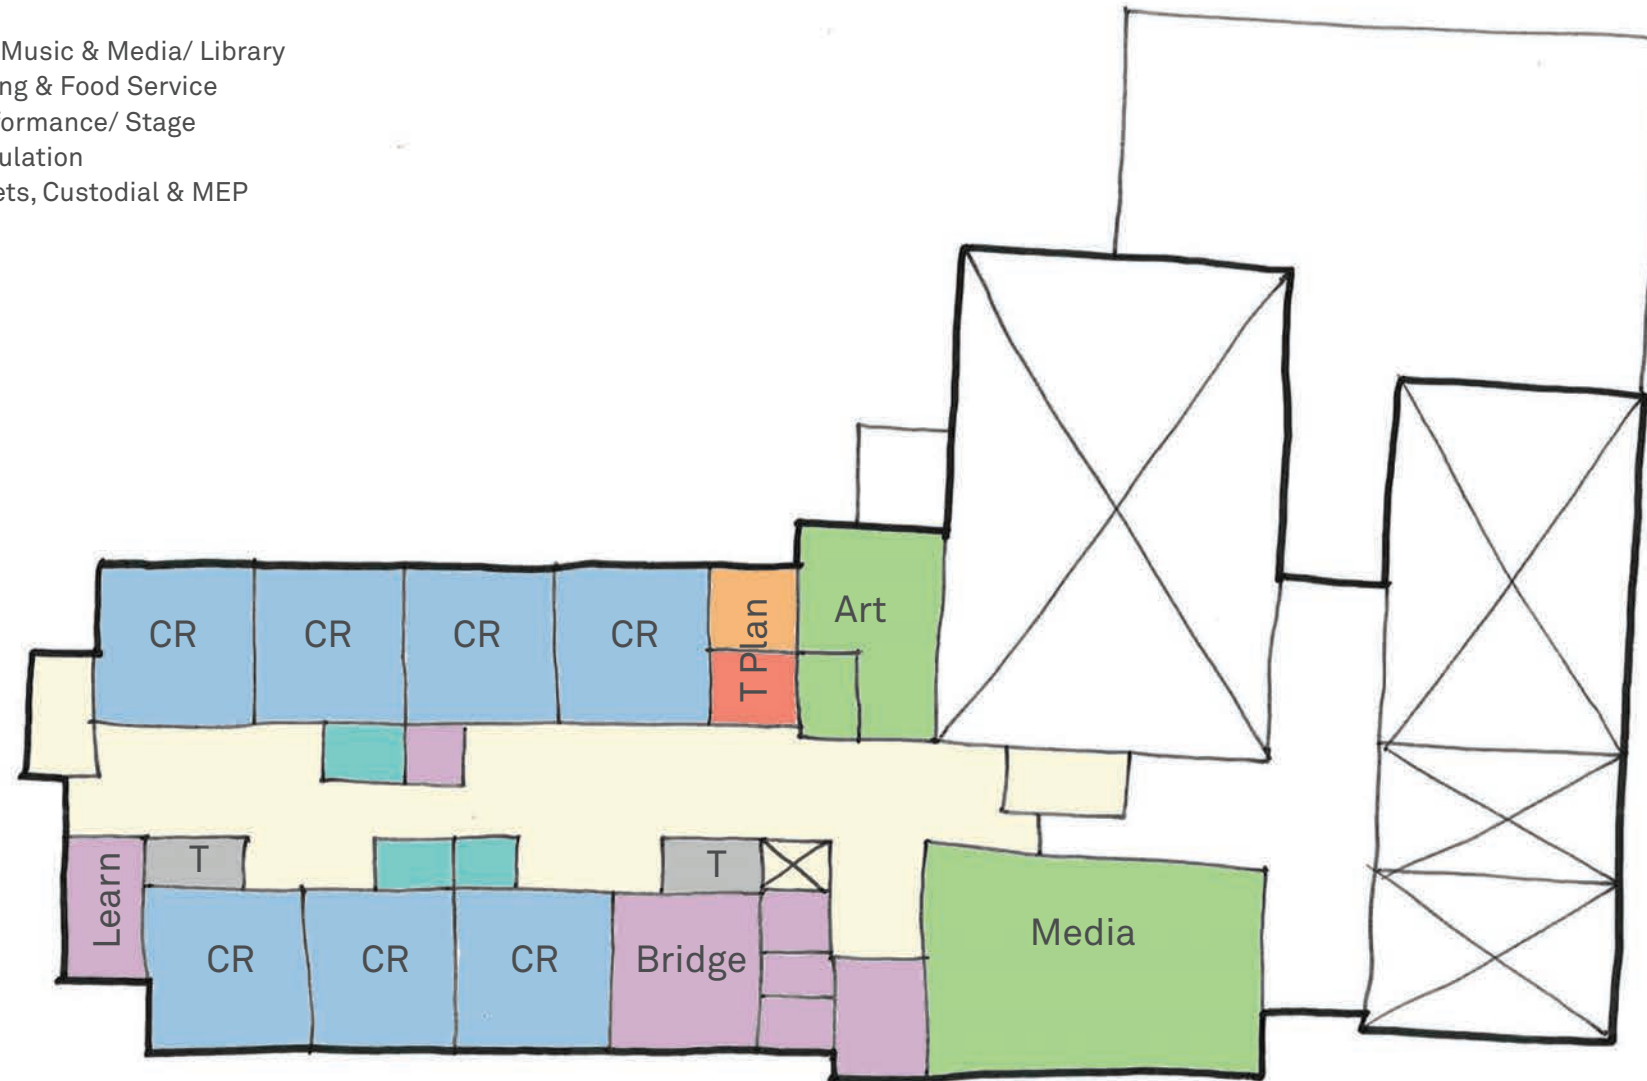 Music & Media/ Library
ng & Food Service
formance/ Stage
ulation
ets, Custodial & MEP
CR
CR
CR
CR
T Plan
Art
Learn
T
T
CR
CR
CR
Bridge
Media